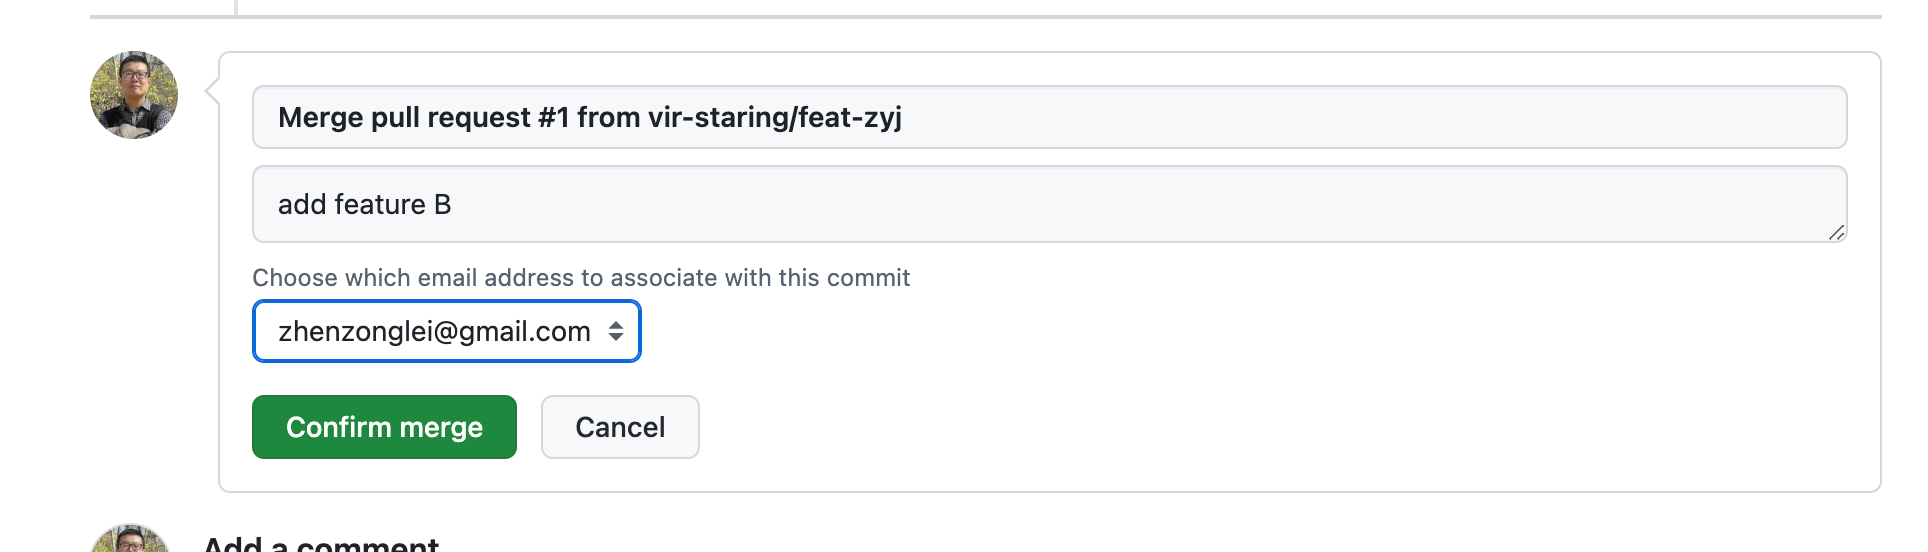 Merge pull request #1 from vir-staring/feat-zyj
add feature B
Choose which email address to associate with this commit
zhenzonglei@gmail.com
Confirm merge
Cancel
Add a comment